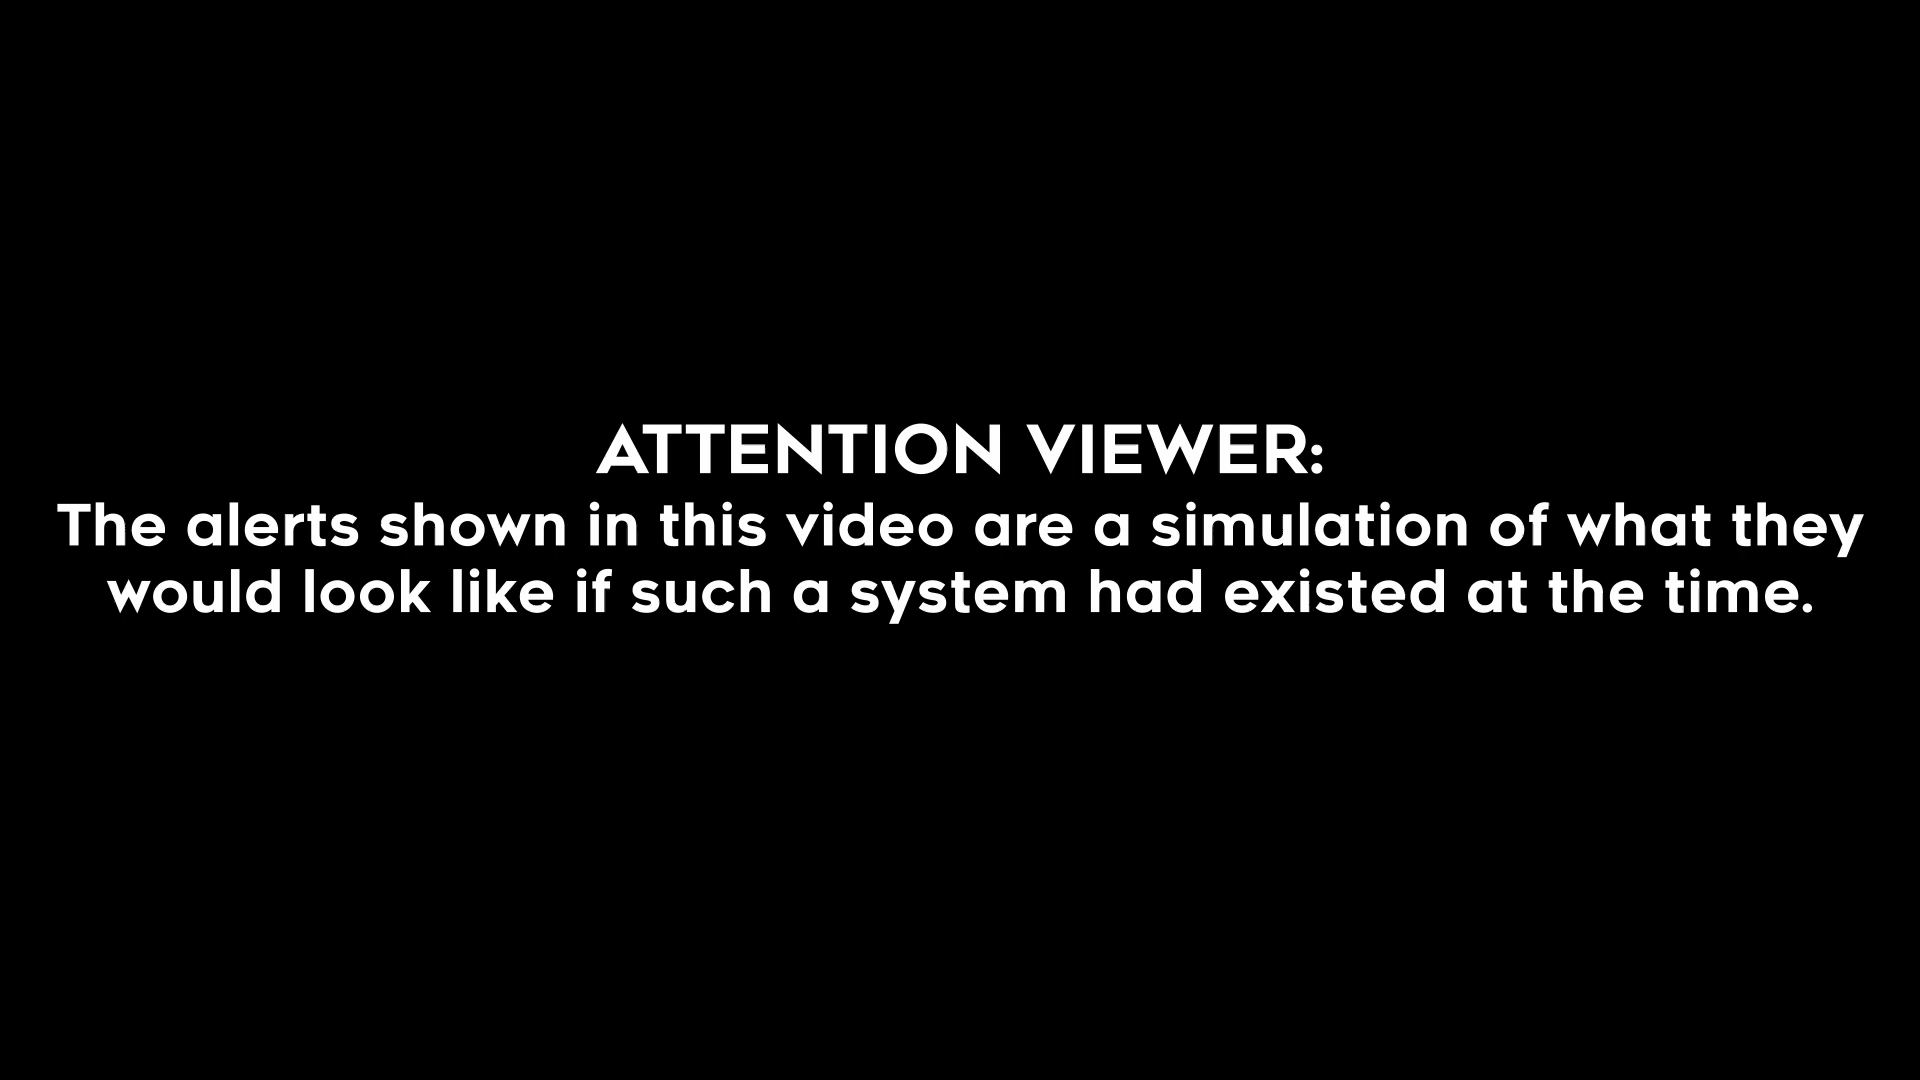 ATTENTION VIEWER:
The alerts shown in this video are a simulation of what they
would look like if such a system had existed at the time.